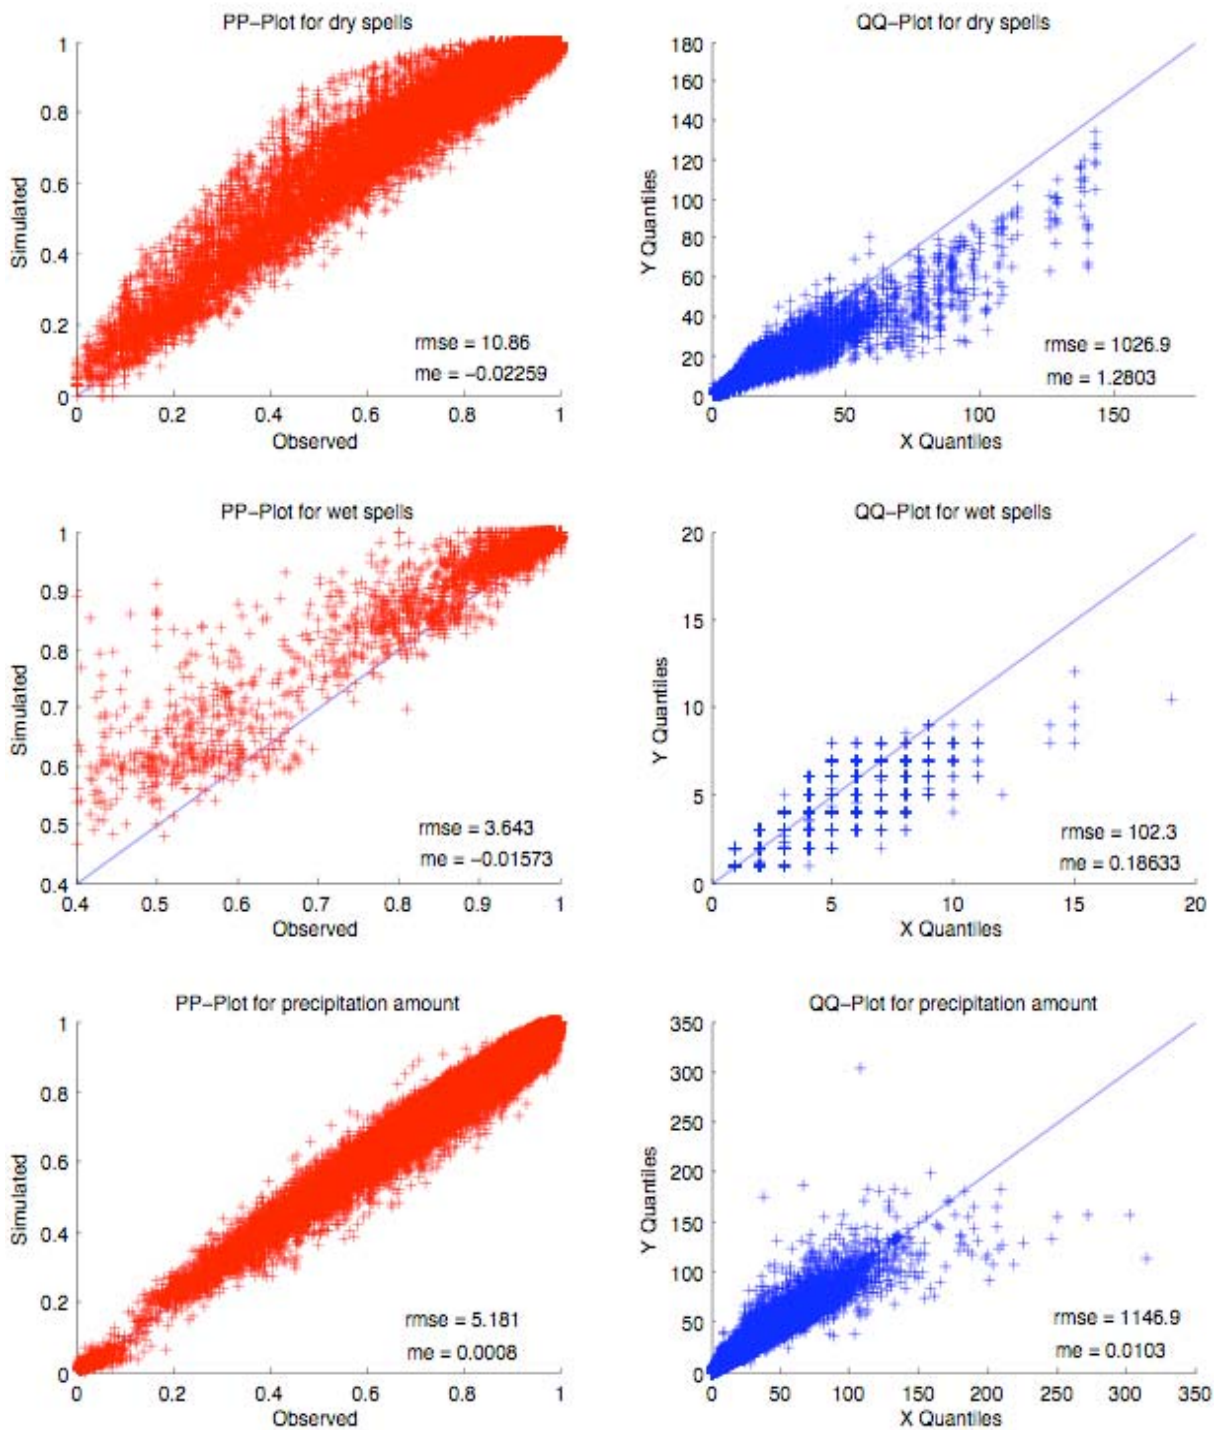 PP-Plot for dry spells
1
0.8
0.6
0.4
0.2
0
Simulated
rmse = 10.86
me = -0.02259
0 0.2 0.4 0.6 0.8 1
Observed
QQ-Plot for dry spells
180
160
140
120
100
80
60
40
20
0
Y Quantiles
rmse = 1026.9
me = 1.2803
50 100 150
X Quantiles
PP-Plot for wet spells
1
0.9
0.8
0.7
0.6
0.5
0.4
Simulated
rmse = 3.643
me = -0.01573
0.4 0.5 0.6 0.7 0.8 0.9 1
Observed
QQ-Plot for wet spells
20
15
10
5
0
Y Quantiles
rmse = 102.3
me = 0.18633
0 5 10 15 20
X Quantiles
PP-Plot for precipitation amount
1
0.8
0.6
0.4
0.2
0
Simulated
rmse = 5.181
me = 0.0008
0 0.2 0.4 0.6 0.8 1
Observed
QQ-Plot for precipitation amount
350
300
250
200
150
100
50
0
Y Quantiles
rmse = 1146.9
me = 0.0103
0 50 100 150 200 250 300 350
X Quantiles